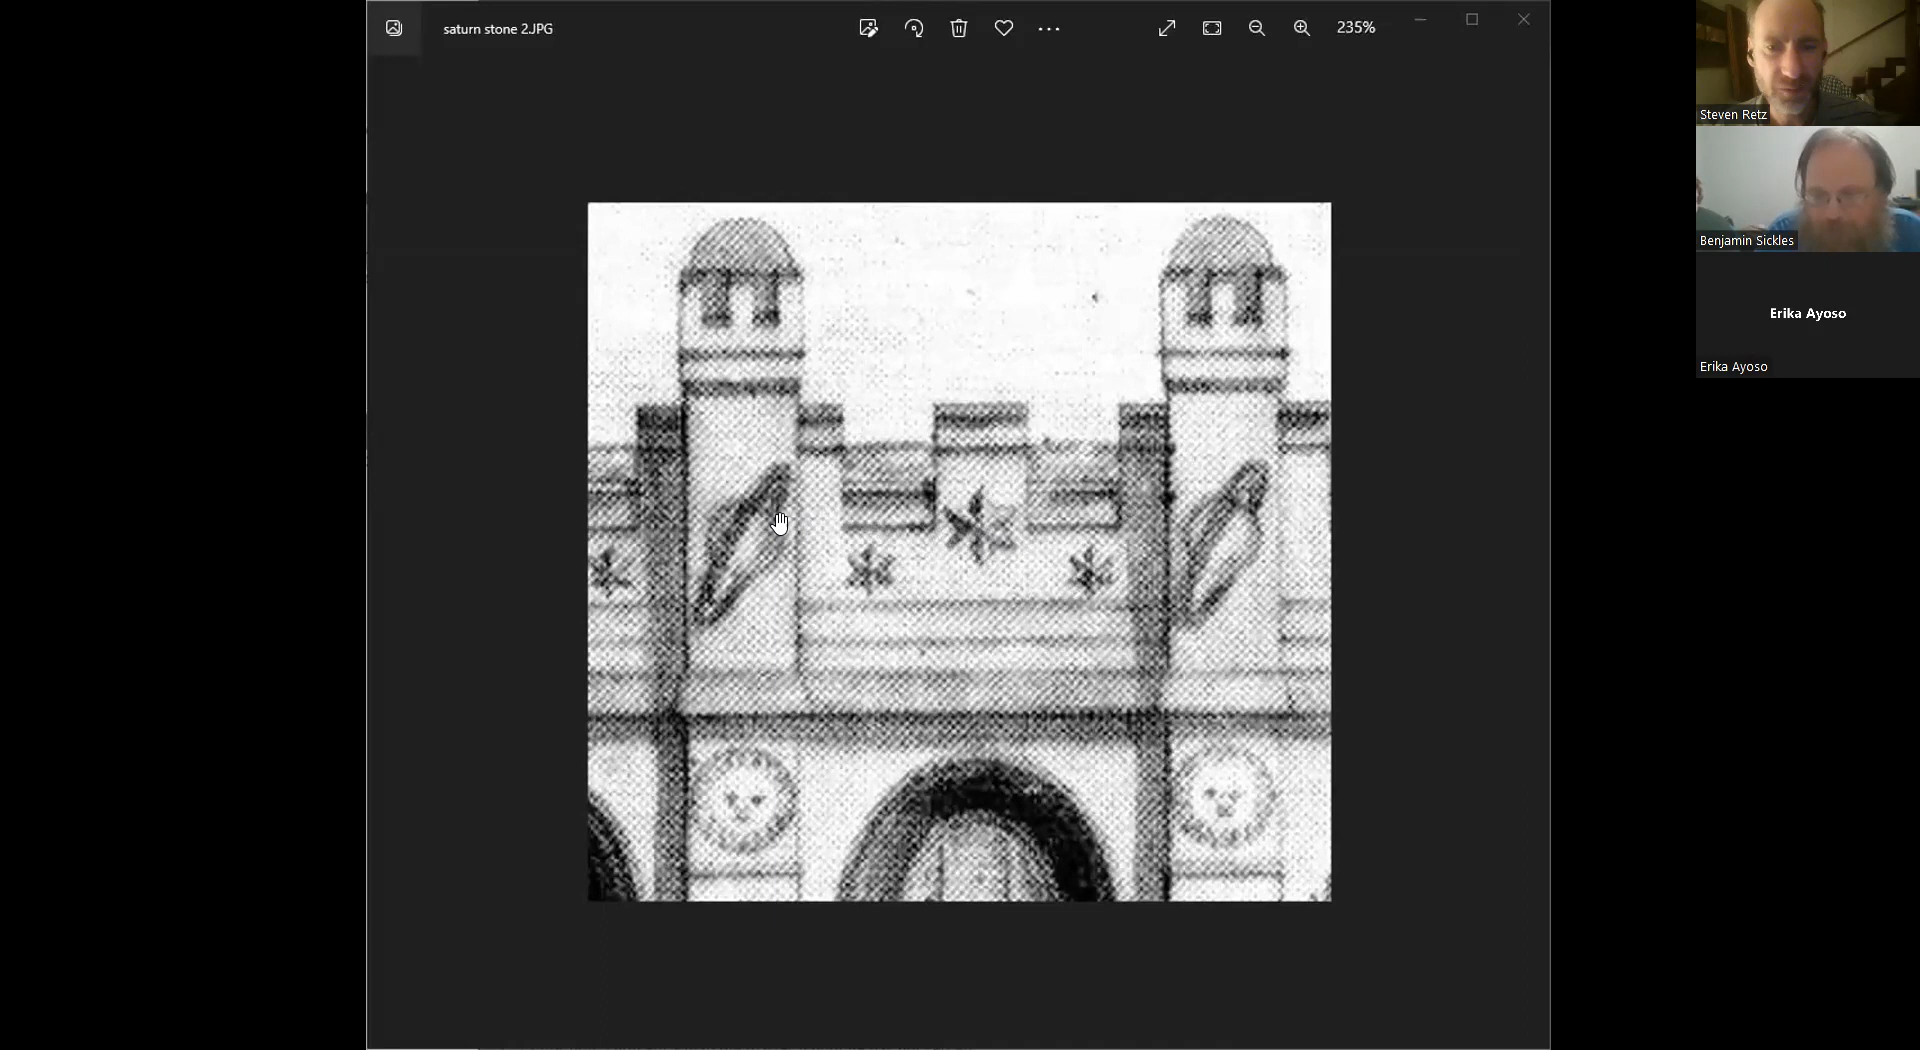 saturn stone 2.JPG
235%
Steven Retz
Benjamin Sickles
Erika Ayoso
Erika Ayoso